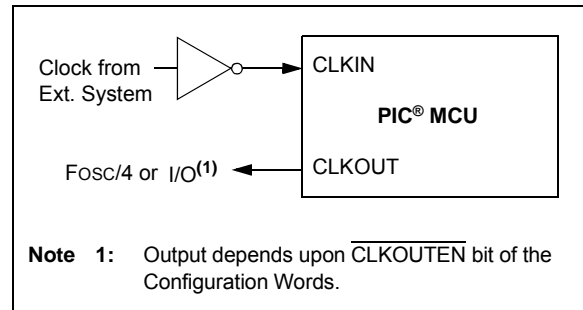 Clock from
Ext. System
CLKIN
PIC® MCU
FOSC/4 or I/O(1)
CLKOUT
Note 1: Output depends upon CLKOUTEN bit of the
Configuration Words.